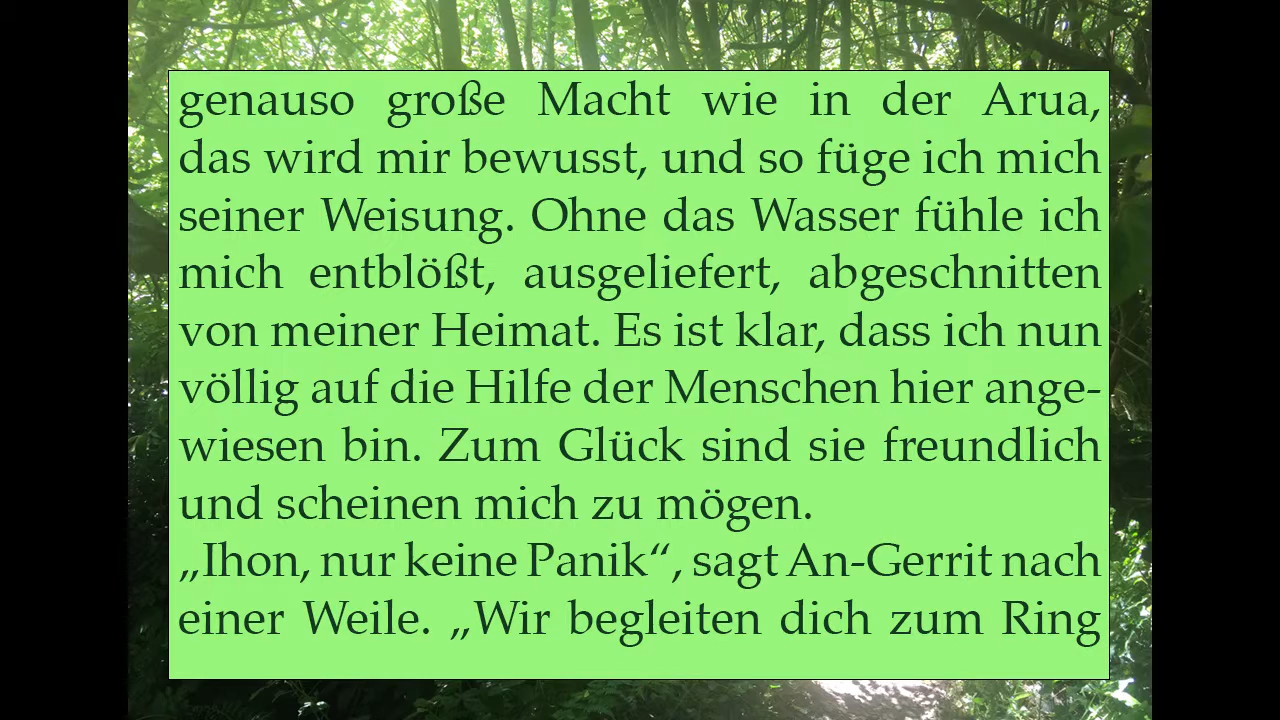 genauso große Macht wie in der Arua,
das wird mir bewusst, und so füge ich mich
seiner Weisung. Ohne das Wasser fühle ich
mich entblößt, ausgeliefert, abgeschnitten
von meiner Heimat. Es ist klar, dass ich nun
völlig auf die Hilfe der Menschen hier ange-
wiesen bin. Zum Glück sind sie freundlich
und scheinen mich zu mögen.
„Ihon, nur keine Panik“, sagt An-Gerrit nach
einer Weile. „Wir begleiten dich zum Ring